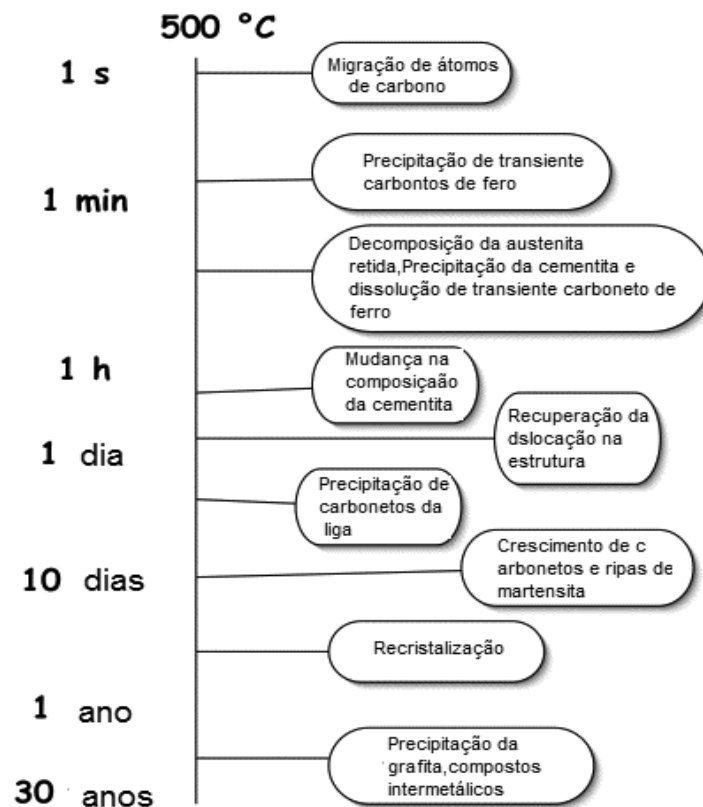 500 °C
1 s
Migração de átomos
de carbono
1 min
Precipitação de transiente
carbontos de fero
Decomposição da austenita
retida,Precipitação da cementita e
dissolução de transiente carboneto de
ferro
1 h
Mudança na
composiçaão
da cementita
1 dia
Recuperação da
dslocação na
estrutura
Precipitação de
carbonetos da
liga
10 dias
Crescimento de c
arbonetos e ripas de
martensita
Recristalização
1 ano
Precipitação da
grafita,compostos
intermetálicos
30 anos